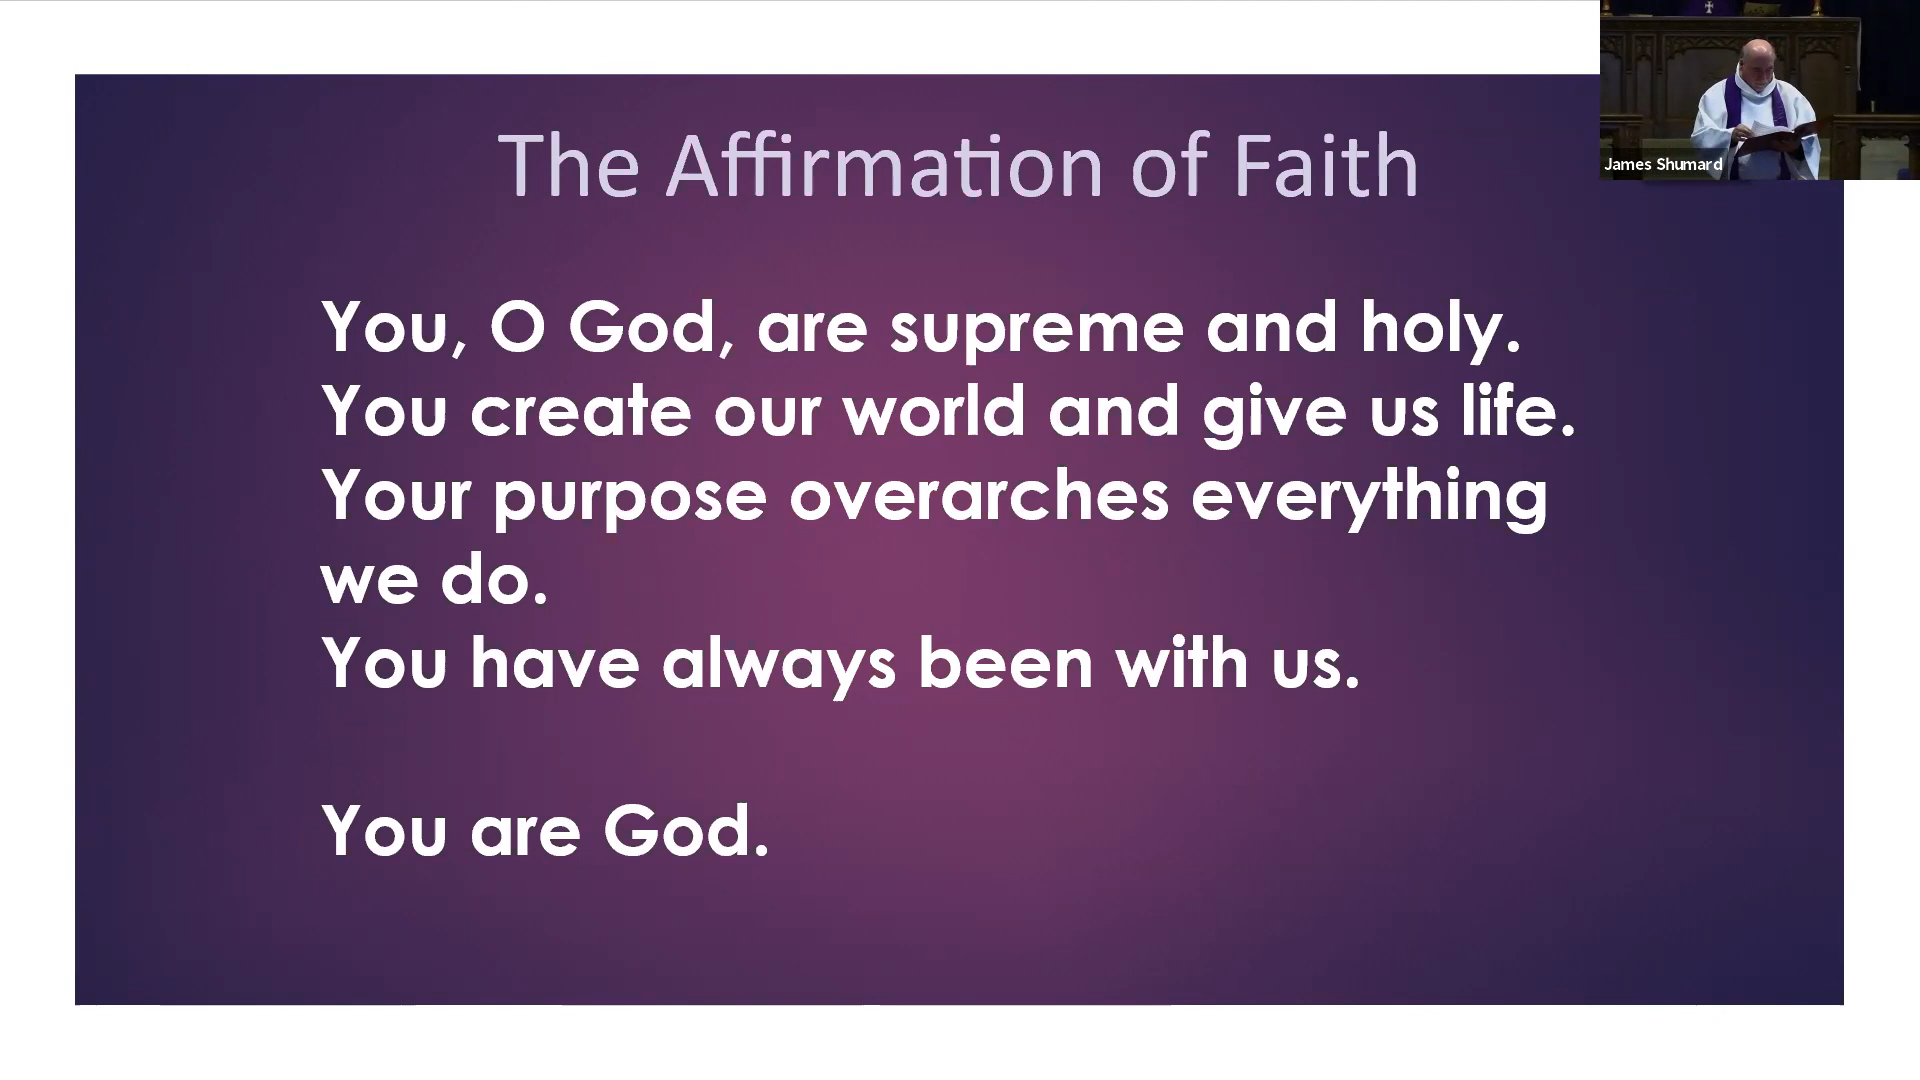 The Affirmation of Faith
James Shumard
You, O God, are supreme and holy.
You create our world and give us life.
Your purpose overarches everything
we do.
You have always been with us.
You are God.